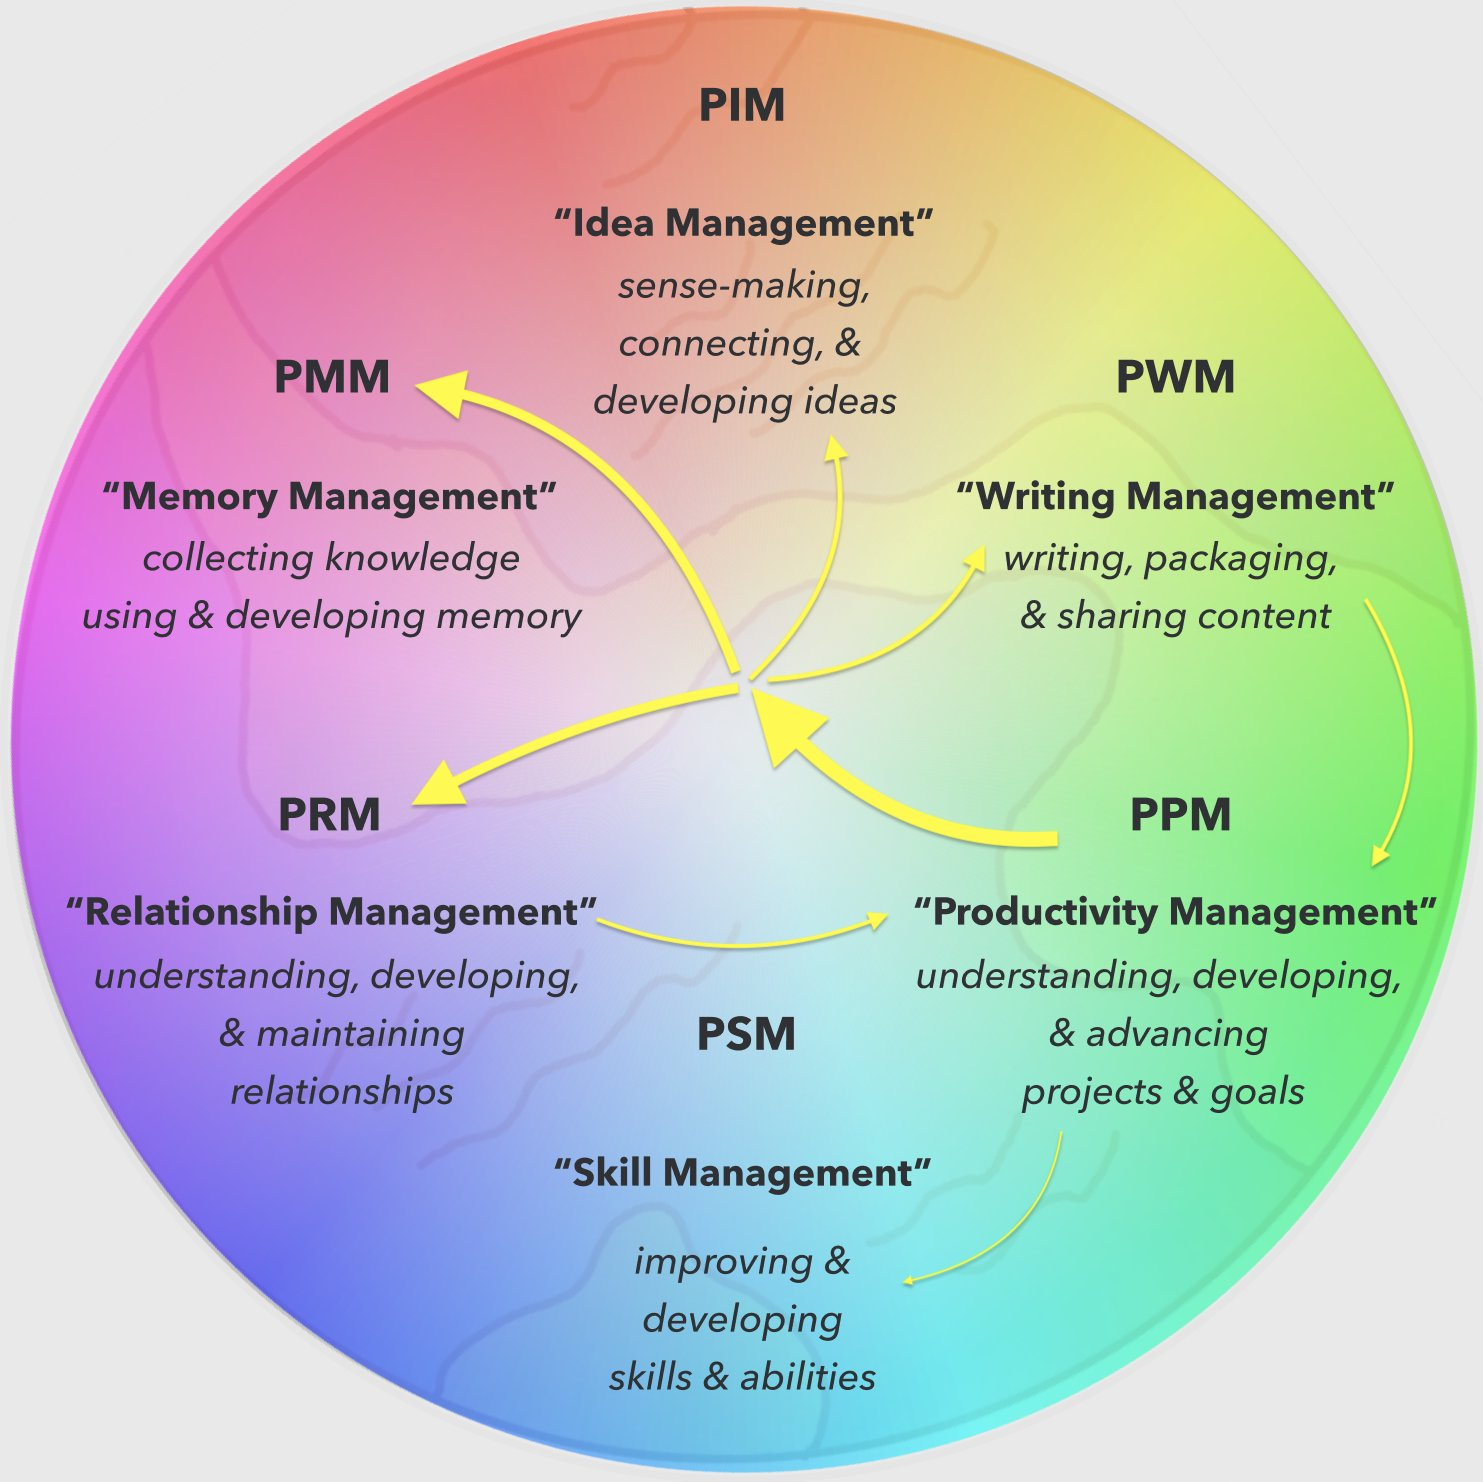 PIM
“Idea Management”
sense-making,
connecting, &
developing ideas
PMM
“Memory Management”
collecting knowledge
using & developing memory
PWM
“Writing Management”
writing, packaging,
& sharing content
PRM
“Relationship Management”
understanding, developing,
& maintaining
relationships
PPM
“Productivity Management”
understanding, developing,
& advancing
projects & goals
PSM
“Skill Management”
improving &
developing
skills & abilities